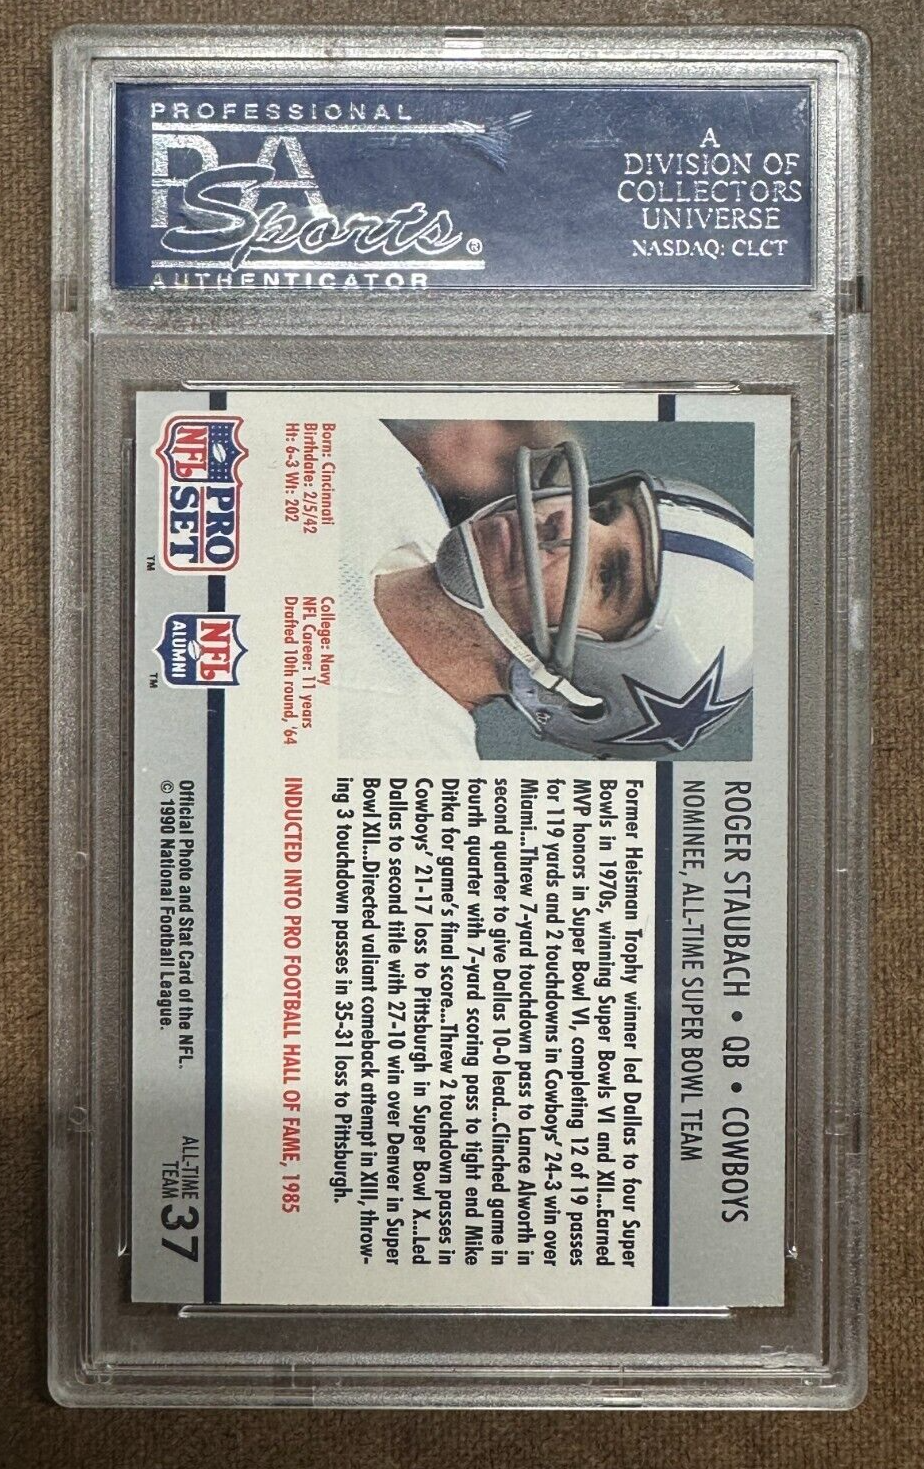 PROFESSIONAL
PSA
Sports®
AUTHENTICATOR
A
DIVISION OF
COLLECTORS
UNIVERSE
NASDAQ: CLCT
ROGER STAUBACH • QB • COWBOYS
NOMINEE, ALL-TIME SUPER BOWL TEAM
Former Heisman Trophy winner led Dallas to four Super
Bowls in 1970s, winning Super Bowls VI and XII...Earned
MVP honors in Super Bowl VI, completing 12 of 19 passes
for 119 yards and 2 touchdowns in Cowboys' 24-3 win over
Miami...Threw 7-yard touchdown pass to Lance Alworth in
second quarter to give Dallas 10-0 lead...Clinched game in
fourth quarter with 7-yard scoring pass to tight end Mike
Ditka for game's final score...Threw 2 touchdown passes in
Cowboys' 21-17 loss to Pittsburgh in Super Bowl X...Led
Dallas to second title with 27-10 win over Denver in Super
Bowl XII...Directed valiant comeback attempt in XIII, throw-
ing 3 touchdown passes in 35-31 loss to Pittsburgh.
Born: Cincinnati
Birthdate: 2/5/42
Ht: 6-3 Wt: 202
College: Navy
NFL Career: 11 years
Drafted 10th round, '64
INDUCTED INTO PRO FOOTBALL HALL OF FAME, 1985
PRO
NFL SET
TM
NFL
ALUMNI
TM
Official Photo and Stat Card of the NFL.
© 1990 National Football League.
ALL-TIME
TEAM 37